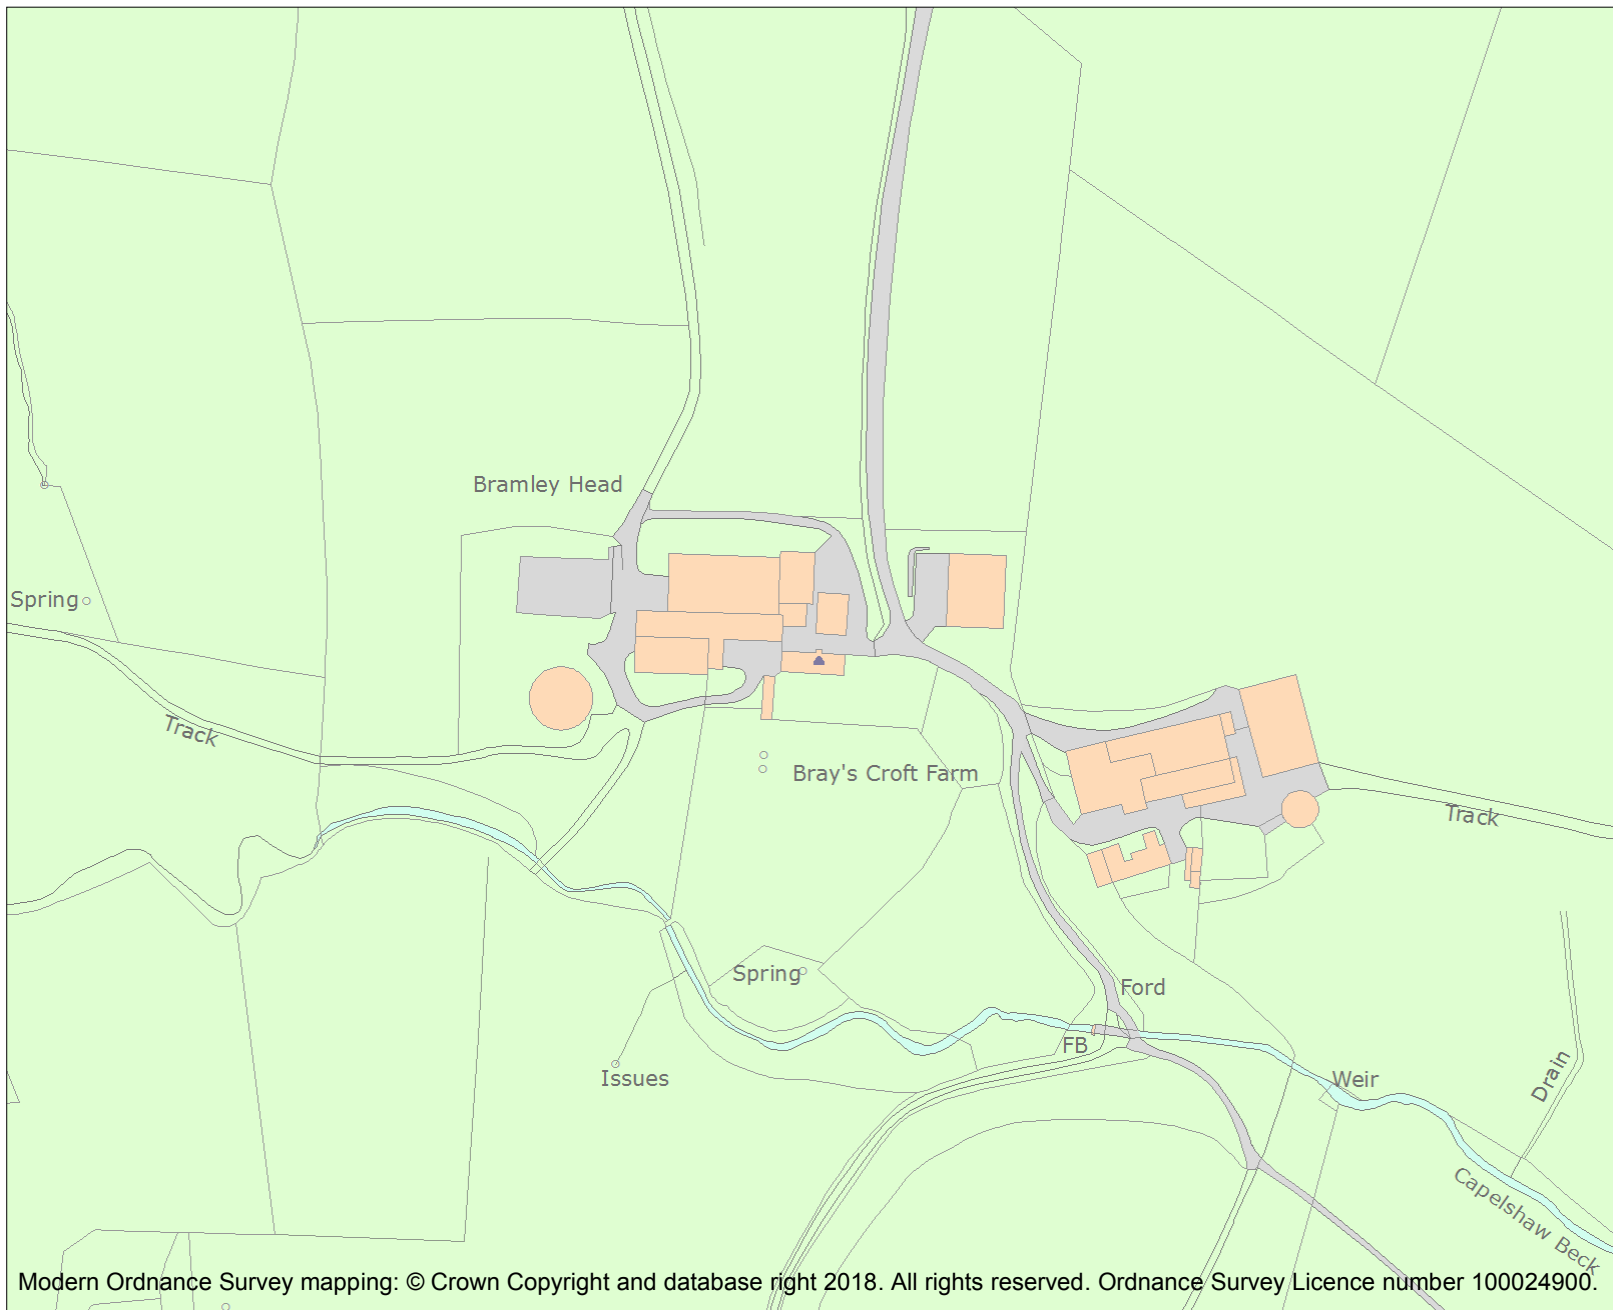 Bramley Head
Spring
Track
Bray's Croft Farm
Track
Spring
Ford
FB
Issues
Weir
Drain
Capelshaw Beck
Modern Ordnance Survey mapping: © Crown Copyright and database right 2018. All rights reserved. Ordnance Survey Licence number 100024900.